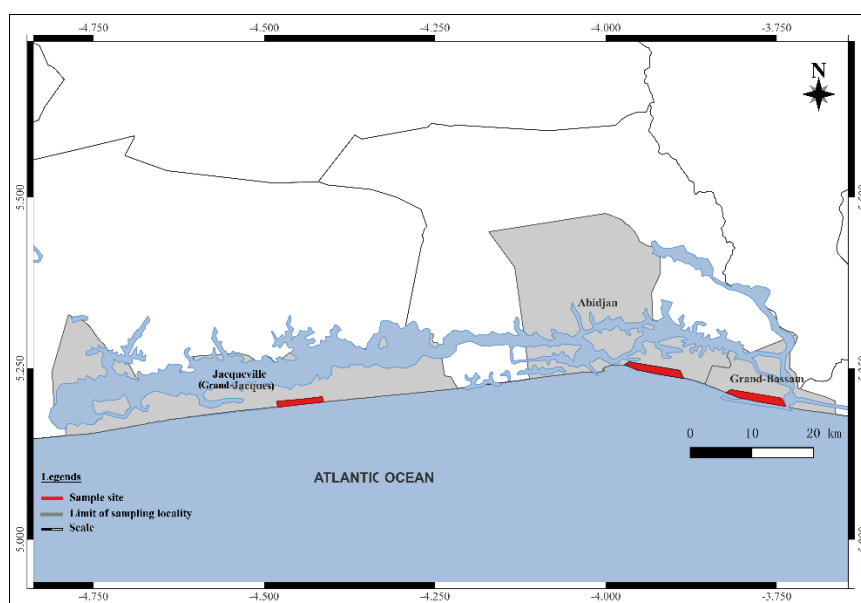 -4.750 -4.500 -4.250 -4.000 -3.750
N
5.500 5.500
Abidjan
5.250 5.250
Jacqueville
(Grand-Jacques)
Grand-Bassam
0 10 20 km
ATLANTIC OCEAN
Legends
Sample site
Limit of sampling locality
Scale
5.000 5.000
-4.750 -4.500 -4.250 -4.000 -3.750